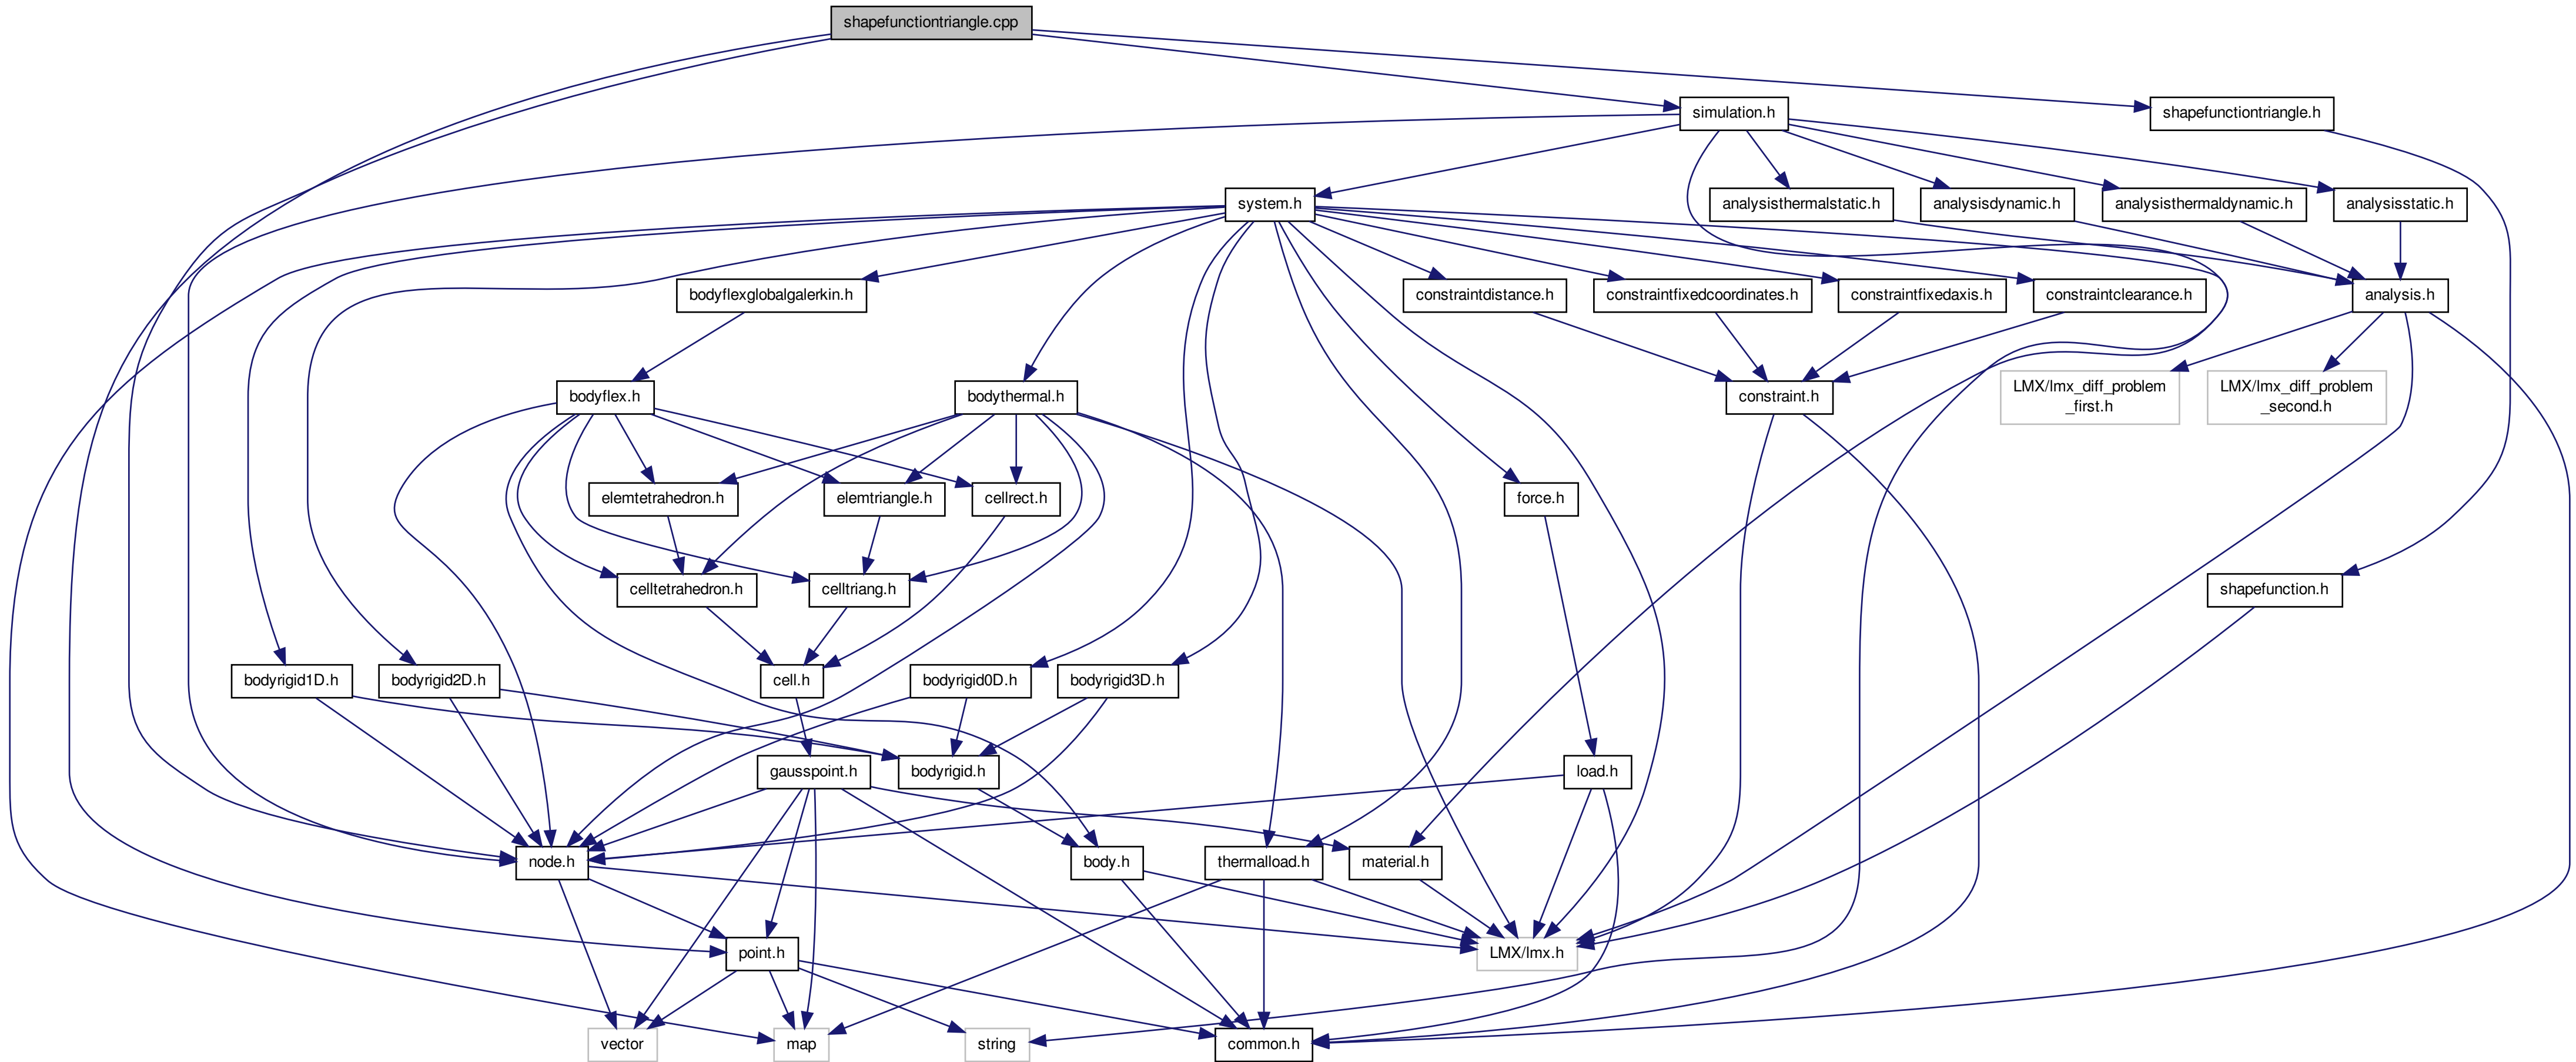 shapefunctiontriangle.cpp
simulation.h
shapefunctiontriangle.h
system.h
analysisthermalstatic.h
analysisdynamic.h
analysisthermaldynamic.h
analysisstatic.h
bodyflexglobalgalerkin.h
constraintdistance.h
constraintfixedcoordinates.h
constraintfixedaxis.h
constraintclearance.h
analysis.h
bodyflex.h
bodythermal.h
constraint.h
LMX/lmx_diff_problem
_first.h
LMX/lmx_diff_problem
_second.h
elemtetrahedron.h
elemtriangle.h
cellrect.h
force.h
celltetrahedron.h
celltriang.h
shapefunction.h
bodyrigid1D.h
bodyrigid2D.h
cell.h
bodyrigid0D.h
bodyrigid3D.h
gausspoint.h
bodyrigid.h
load.h
node.h
body.h
thermalload.h
material.h
point.h
LMX/lmx.h
vector
map
string
common.h